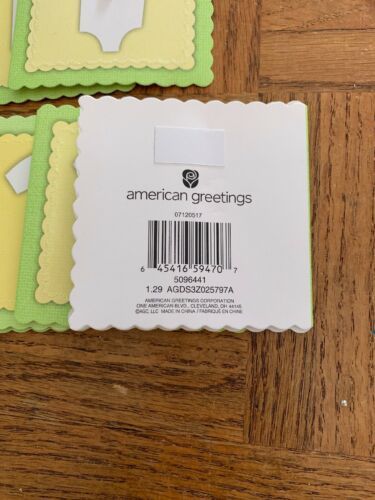 american greetings
07120517
6 45416 59470 7
5096441
1.29 AGDS3Z025797A
AMERICAN GREETINGS CORPORATION
ONE AMERICAN BLVD., CLEVELAND, OH 44145
©AGC, LLC MADE IN CHINA / FABRIQUÉ EN CHINE